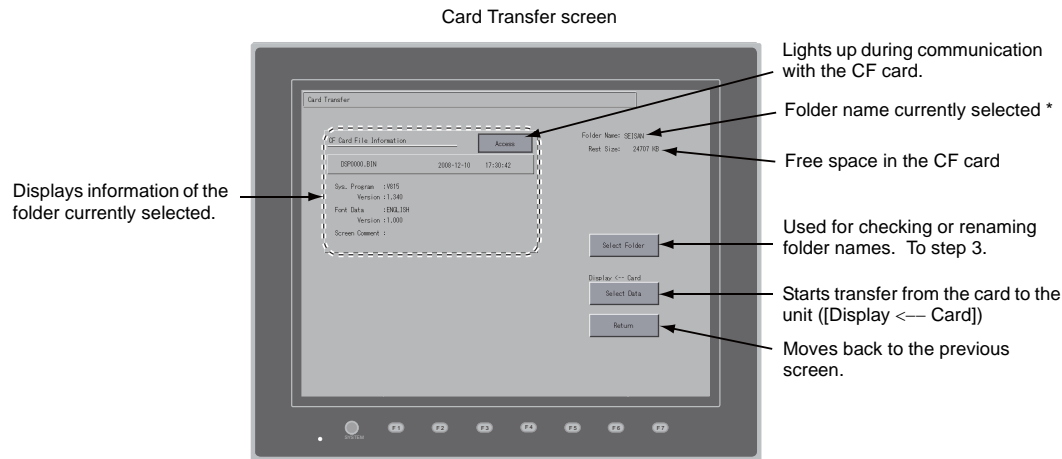 Card Transfer screen
Lights up during communication
with the CF card.
Folder name currently selected *
Free space in the CF card
Displays information of the
folder currently selected.
Used for checking or renaming
folder names. To step 3.
Starts transfer from the card to the
unit ([Display <−− Card])
Moves back to the previous
screen.
Card Transfer
CF Card File Information
Access
DSP0000.BIN 2008-12-10 17:30:42
Sys. Program :V815
Version :1.340
Font Data :ENGLISH
Version :1.000
Screen Comment :
Folder Name: SEISAN
Rest Size: 24707 KB
Select Folder
Display <-- Card
Select Data
Return
SYSTEM
F1 F2 F3 F4 F5 F6 F7